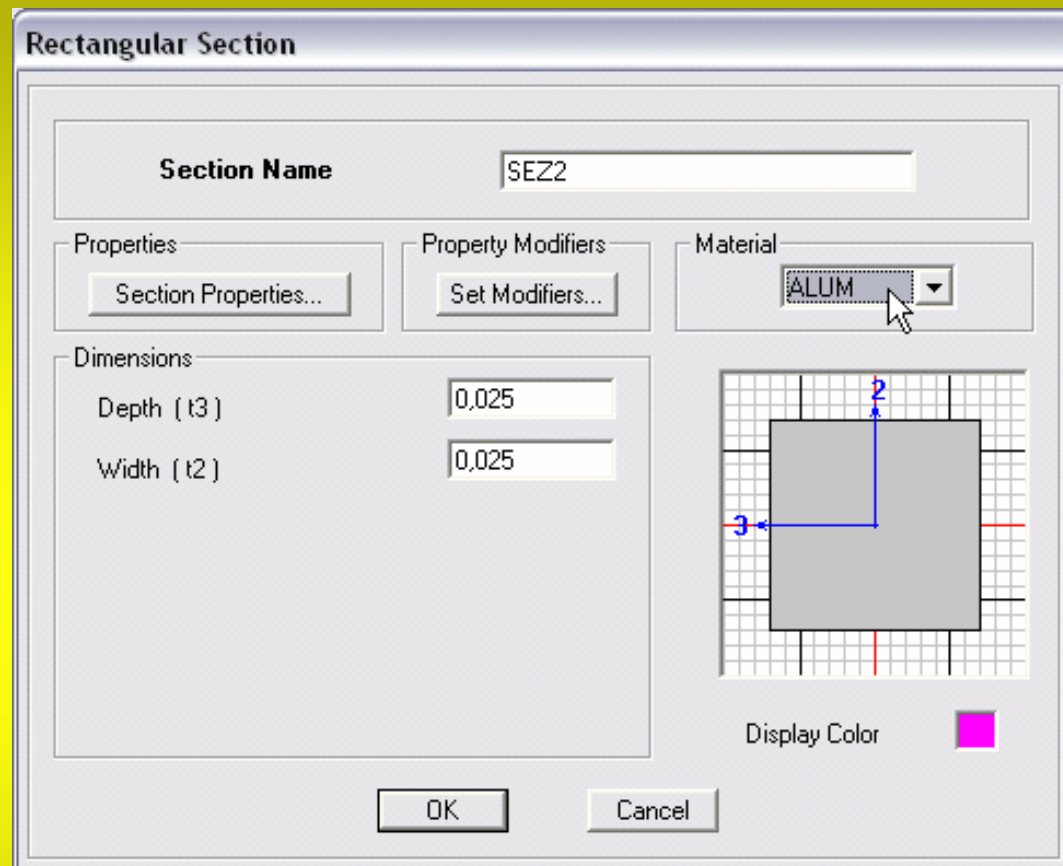 Rectangular Section
Section Name SEZ2
Properties Property Modifiers Material
Section Properties... Set Modifiers... ALUM
Dimensions
Depth ( t3 ) 0,025
Width ( t2 ) 0,025
2
3
Display Color
OK Cancel